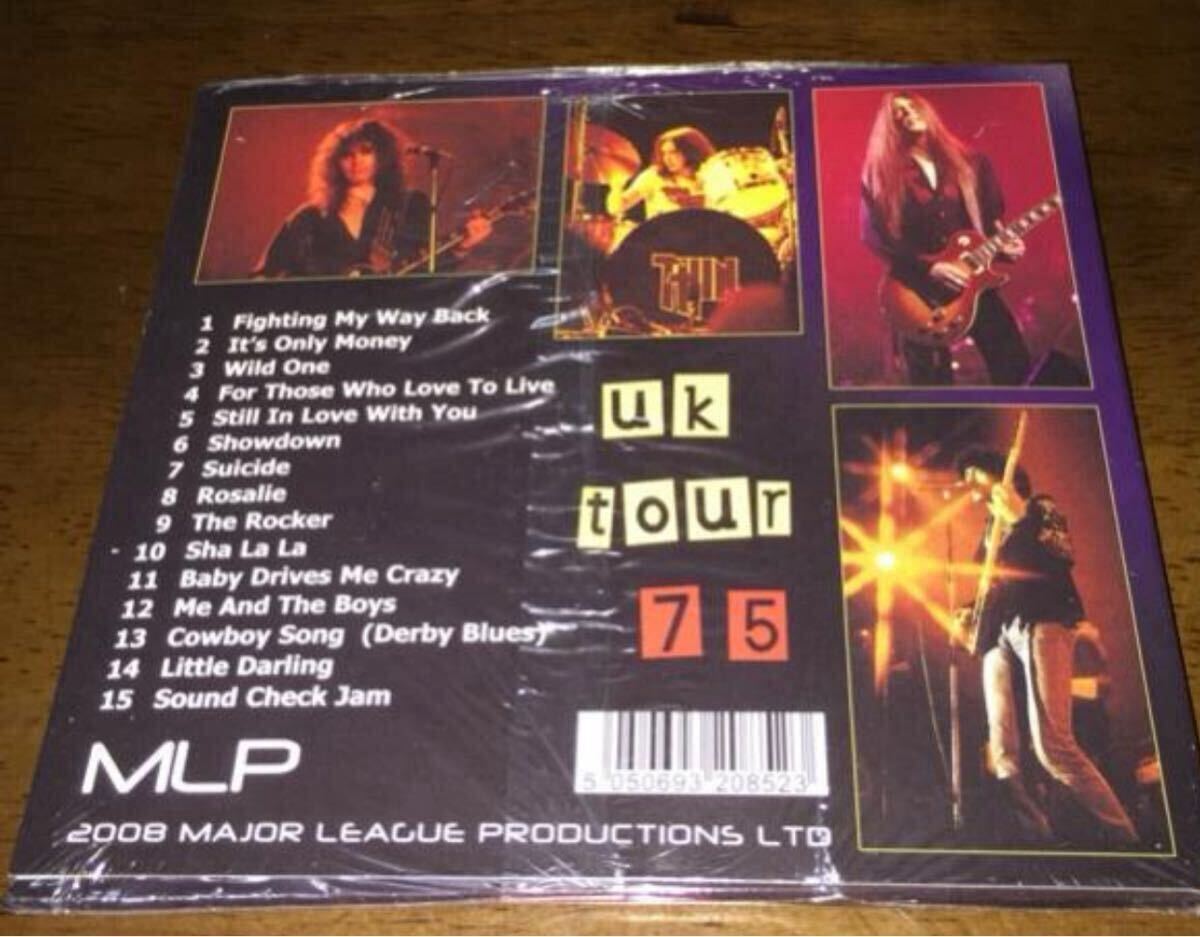 THIN
1 Fighting My Way Back
2 It's Only Money
3 Wild One
4 For Those Who Love To Live
5 Still In Love With You
6 Showdown
7 Suicide
8 Rosalie
9 The Rocker
10 Sha La La
11 Baby Drives Me Crazy
12 Me And The Boys
13 Cowboy Song (Derby Blues)
14 Little Darling
15 Sound Check Jam
uk
tour
75
MLP
5 050693 208523
2008 MAJOR LEAGUE PRODUCTIONS LTD